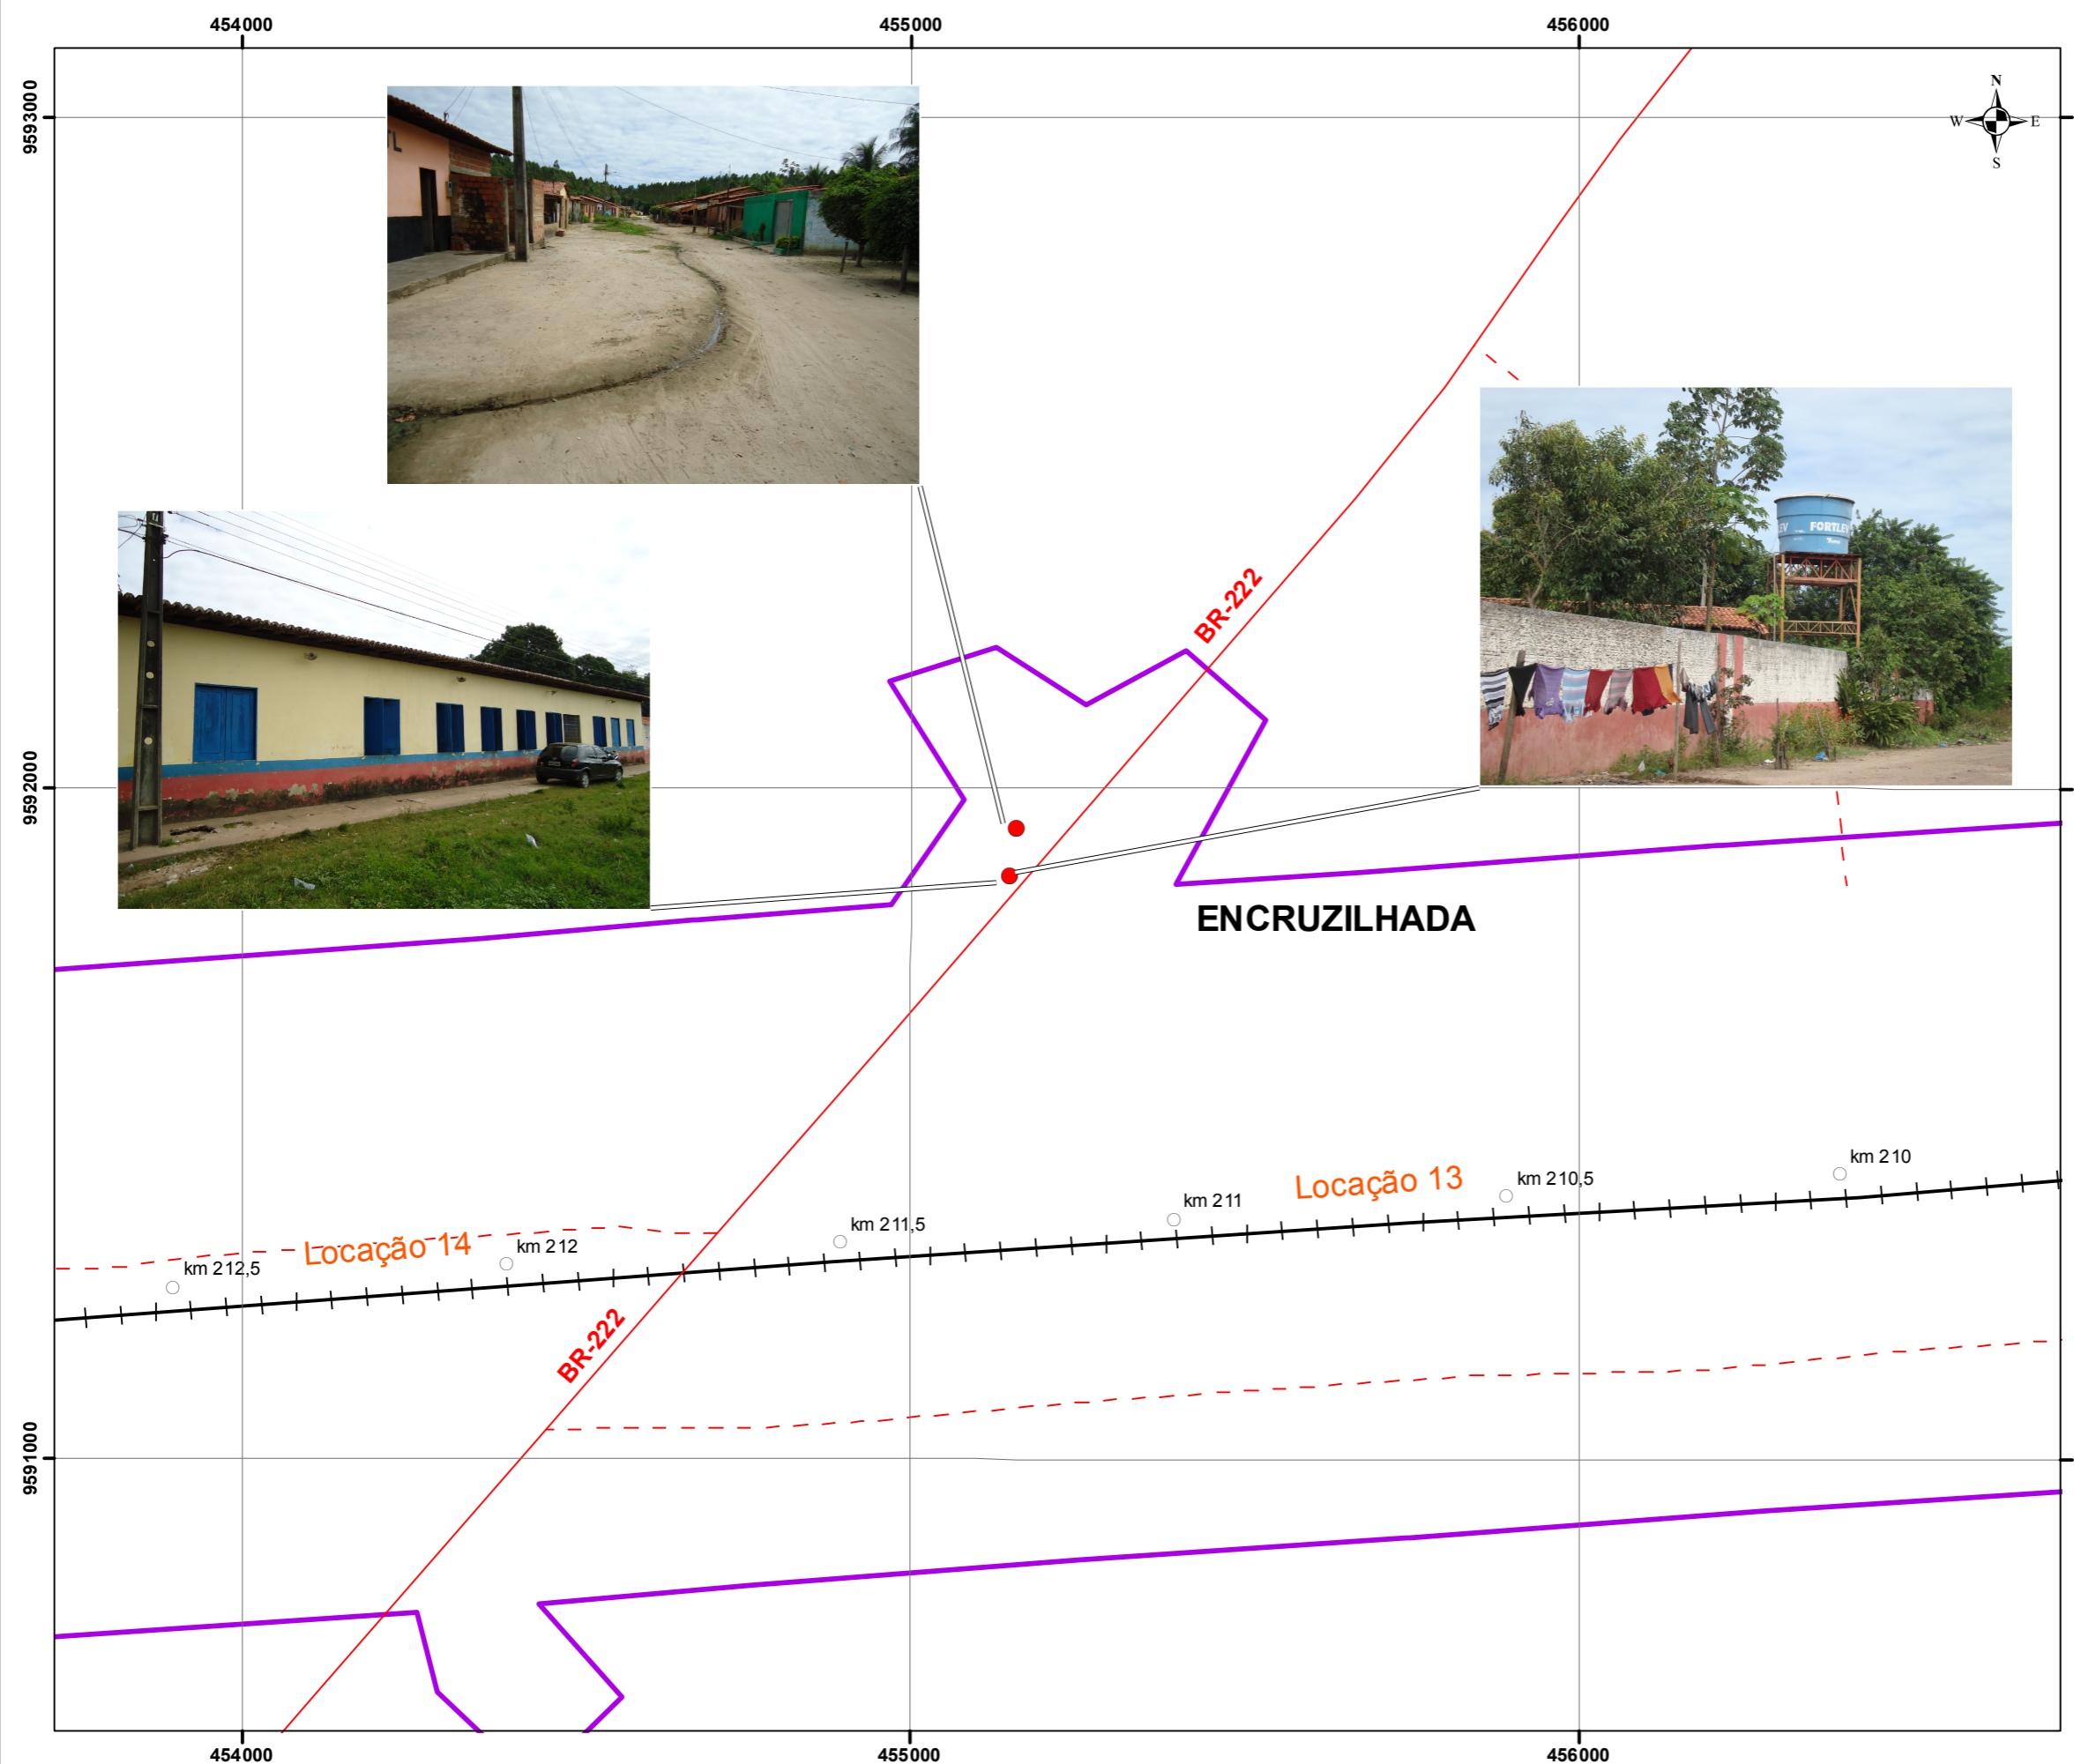 454000
455000
456000
9593000
N
W
E
S
FORTLEV
BR-222
9592000
ENCRUZILHADA
km 210
Locação 13
km 210,5
km 211
km 211,5
Locação 14
km 212
km 212,5
BR-222
9591000
454000
455000
456000